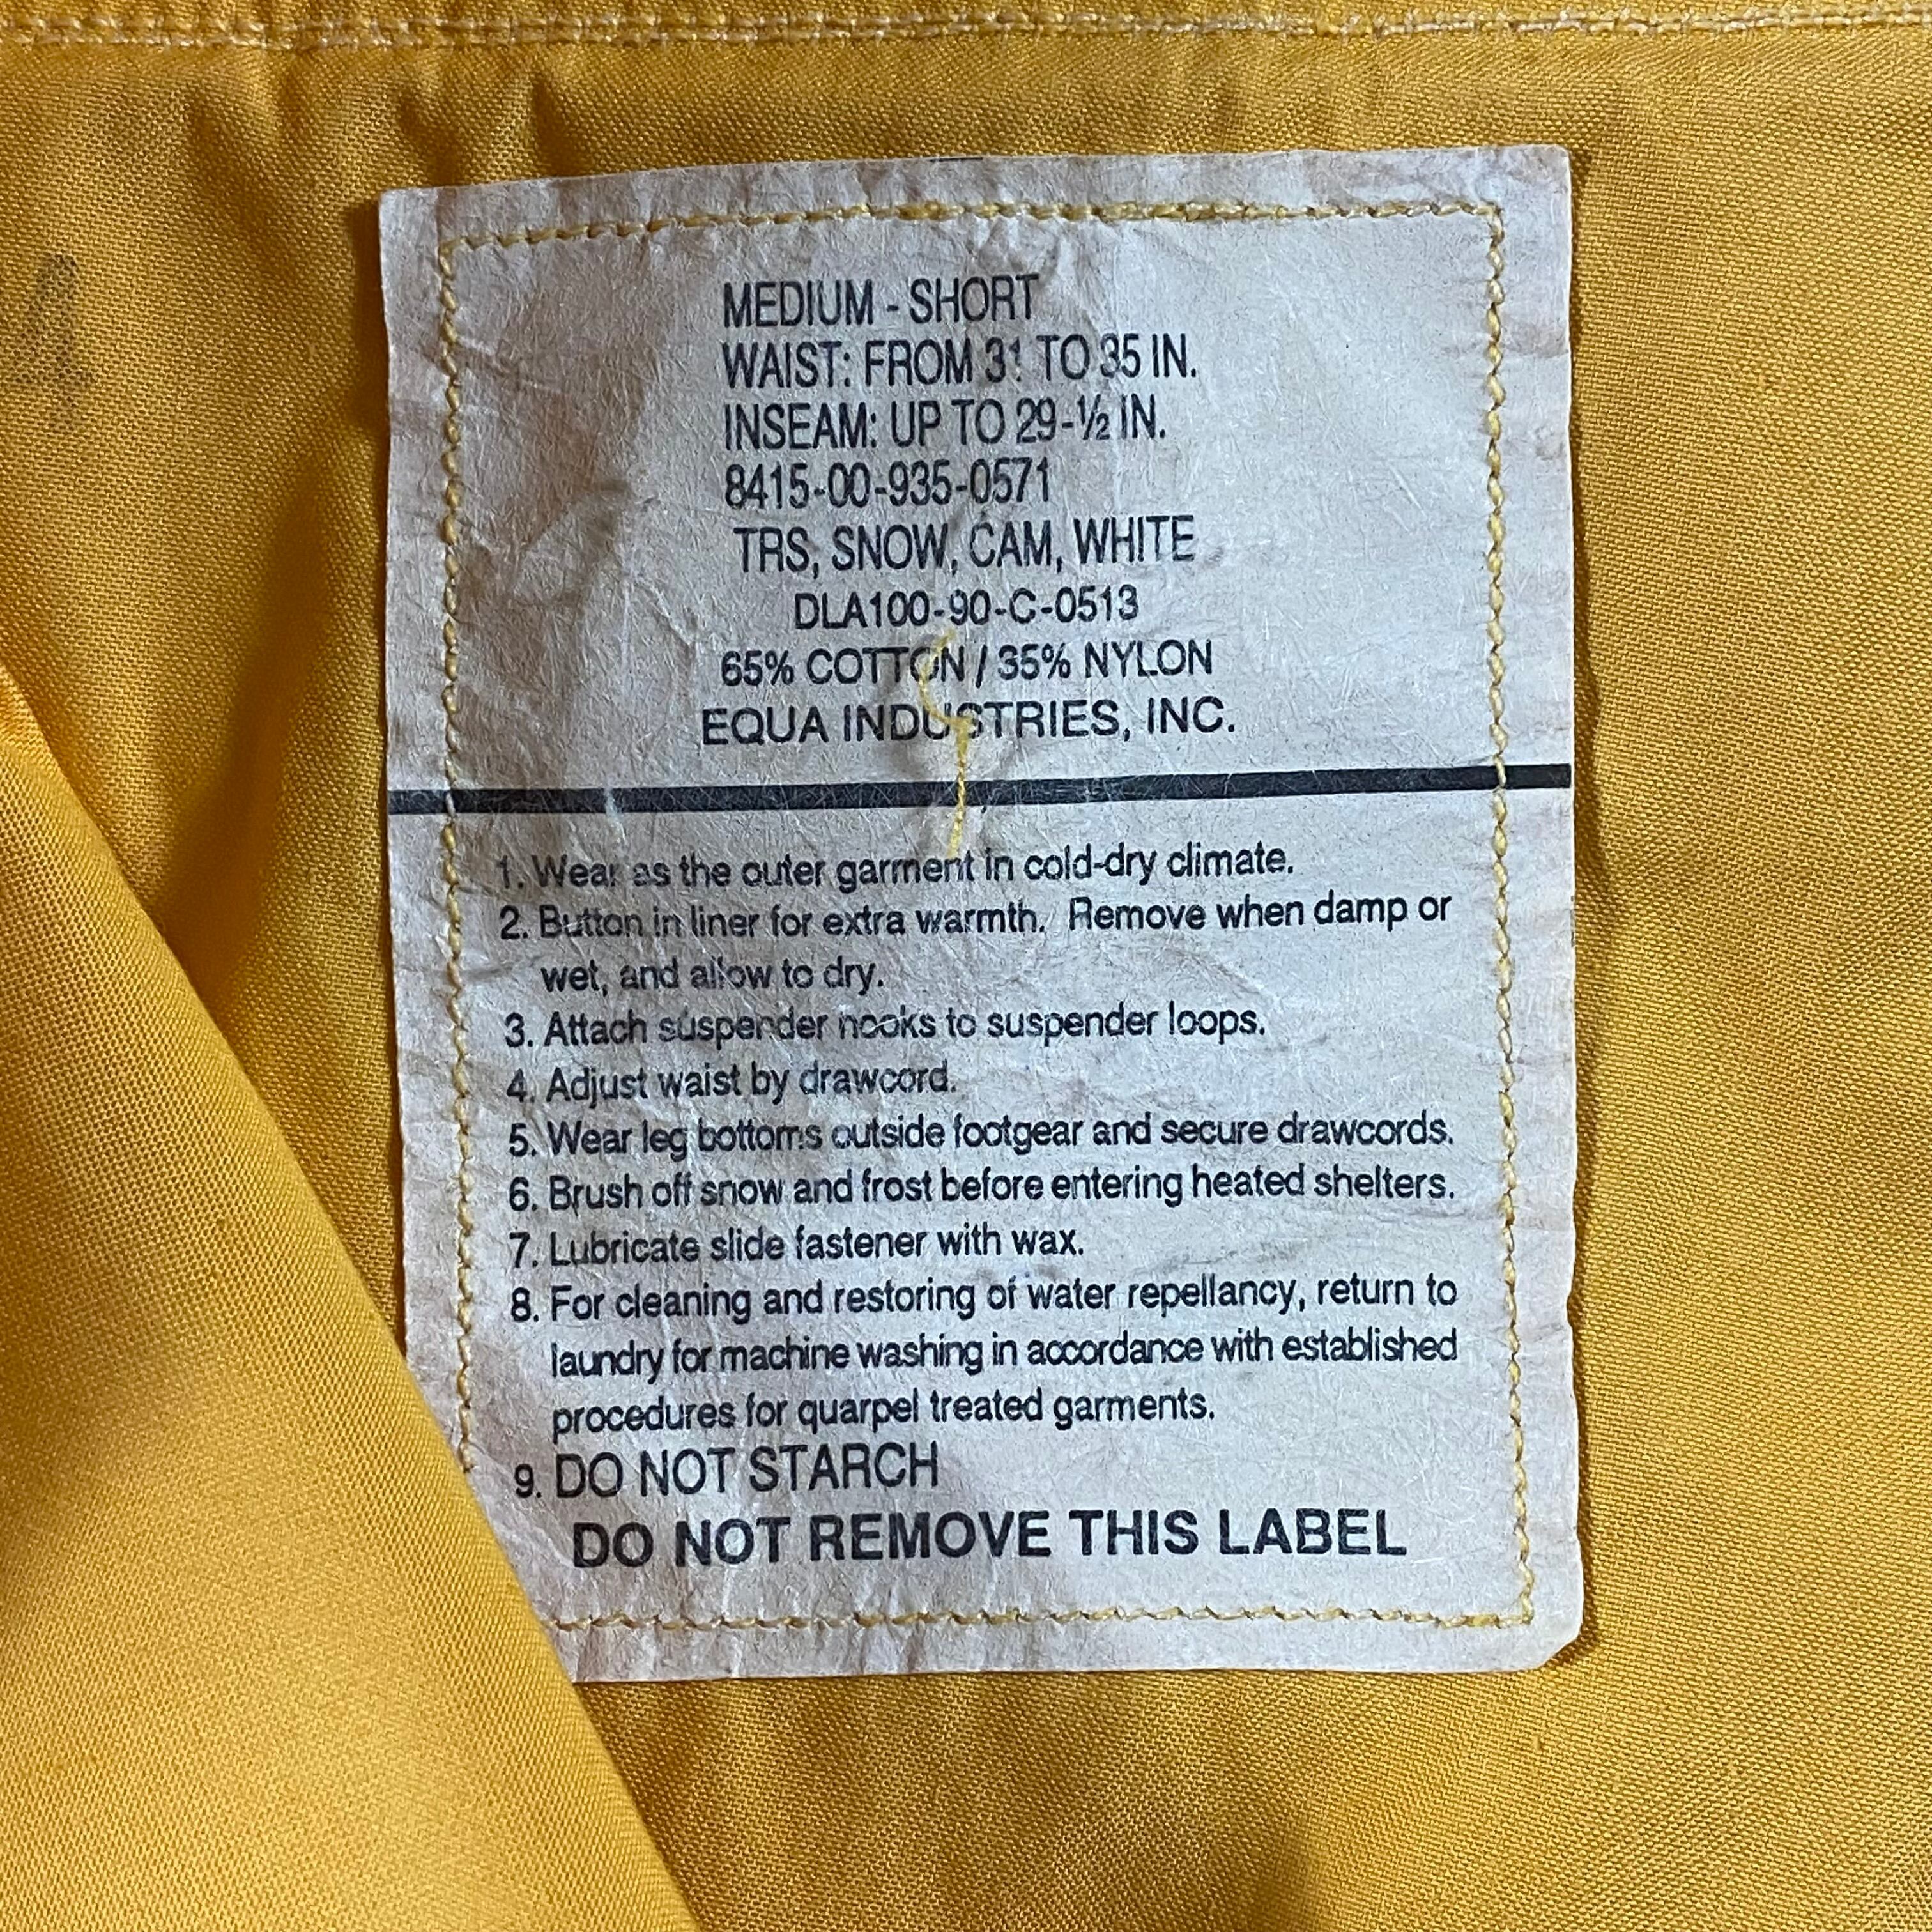 MEDIUM - SHORT
WAIST: FROM 31 TO 35 IN.
INSEAM: UP TO 29-½ IN.
8415-00-935-0571
TRS, SNOW, CAM, WHITE
DLA100-90-C-0513
65% COTTON / 35% NYLON
EQUA INDUSTRIES, INC.
1. Wear as the outer garment in cold-dry climate.
2. Button in liner for extra warmth. Remove when damp or
wet, and allow to dry.
3. Attach suspender hooks to suspender loops.
4. Adjust waist by drawcord.
5. Wear leg bottoms outside footgear and secure drawcords.
6. Brush off snow and frost before entering heated shelters.
7. Lubricate slide fastener with wax.
8. For cleaning and restoring of water repellancy, return to
laundry for machine washing in accordance with established
procedures for quarpel treated garments.
9. DO NOT STARCH
DO NOT REMOVE THIS LABEL